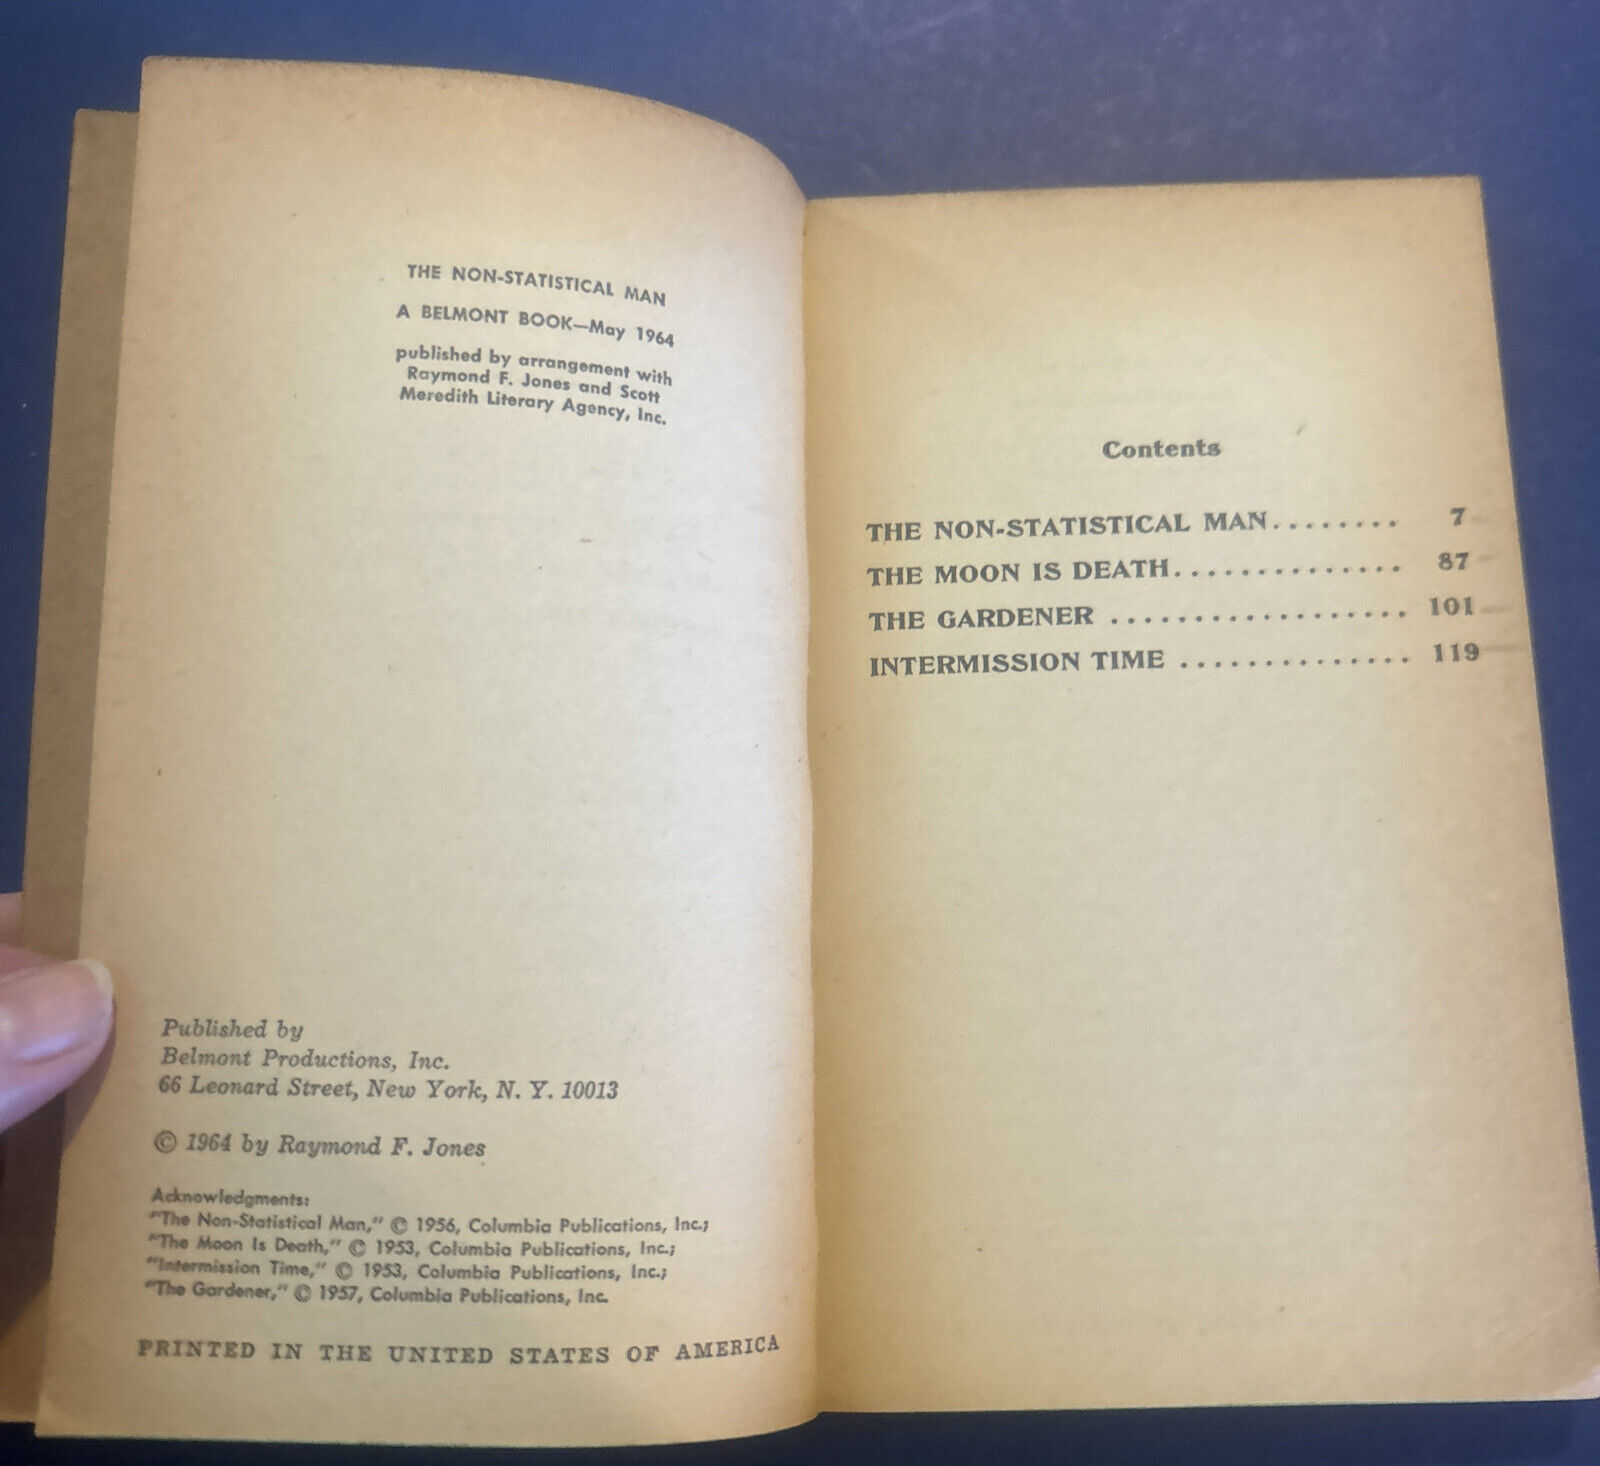 THE NON-STATISTICAL MAN
A BELMONT BOOK—May 1964
published by arrangement with
Raymond F. Jones and Scott
Meredith Literary Agency, Inc.
Published by
Belmont Productions, Inc.
66 Leonard Street, New York, N. Y. 10013
© 1964 by Raymond F. Jones
Acknowledgments:
"The Non-Statistical Man," © 1956, Columbia Publications, Inc.;
"The Moon Is Death," © 1953, Columbia Publications, Inc.;
"Intermission Time," © 1953, Columbia Publications, Inc.;
"The Gardener," © 1957, Columbia Publications, Inc.
PRINTED IN THE UNITED STATES OF AMERICA
Contents
THE NON-STATISTICAL MAN........ 7
THE MOON IS DEATH.............. 87
THE GARDENER .................. 101
INTERMISSION TIME .............. 119